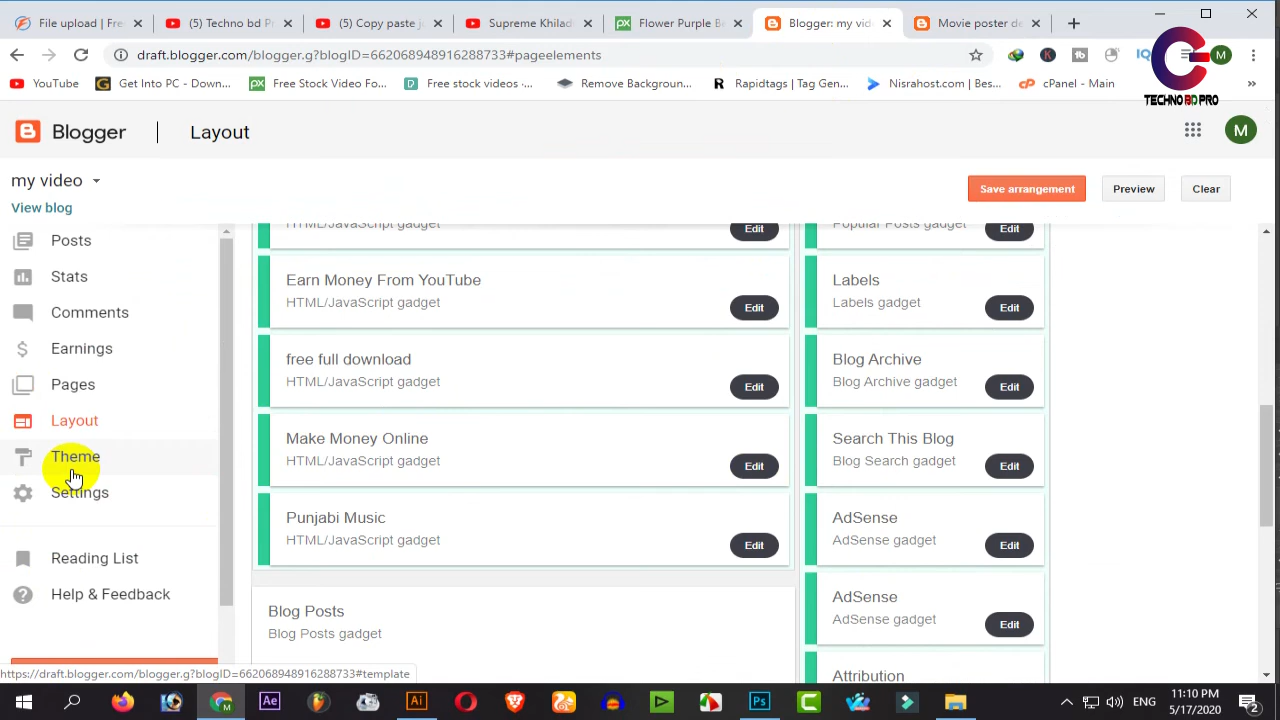 File upload | Free
(5) Techno bd P
(5) Copy paste j
Supreme Khilad
Flower Purple Be
Blogger: my vid
Movie poster de
draft.blogger.com/blogger.g?blogID=662068948916288733#pageelements
YouTube
Get Into PC - Down...
Free Stock Video Fo...
Free stock videos ·...
Remove Backgroun...
Rapidtags | Tag Gen...
Nisrahost.com | Bes...
cPanel - Main
TECHNO BD PRO
Blogger
Layout
M
my video
View blog
Save arrangement
Preview
Clear
Posts
Stats
Comments
Earnings
Pages
Layout
Theme
Settings
Reading List
Help & Feedback
HTML/JavaScript gadget
Edit
Earn Money From YouTube
HTML/JavaScript gadget
Edit
free full download
HTML/JavaScript gadget
Edit
Make Money Online
HTML/JavaScript gadget
Edit
Punjabi Music
HTML/JavaScript gadget
Edit
Blog Posts
Blog Posts gadget
Popular Posts gadget
Edit
Labels
Labels gadget
Edit
Blog Archive
Blog Archive gadget
Edit
Search This Blog
Blog Search gadget
Edit
AdSense
AdSense gadget
Edit
AdSense
AdSense gadget
Edit
Attribution
https://draft.blogger.com/blogger.g?blogID=662068948916288733#template
ENG
11:10 PM
5/17/2020